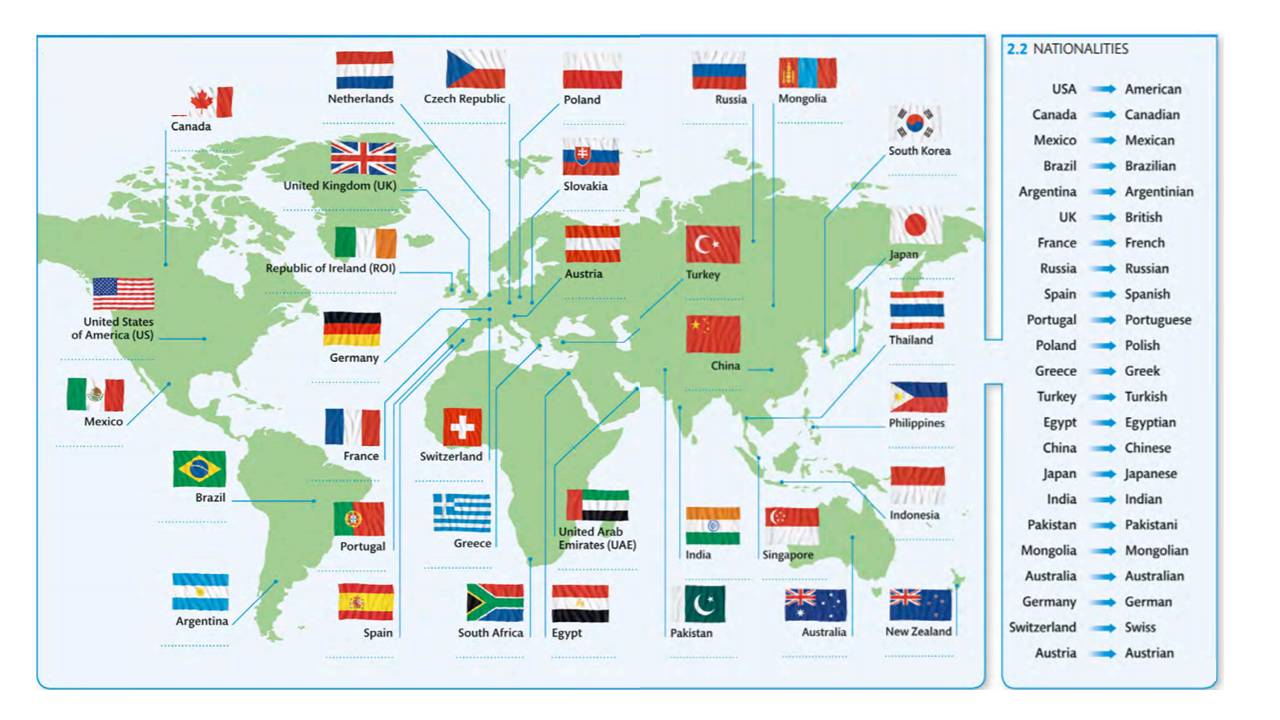 Netherlands
Czech Republic
Poland
Russia
Mongolia
Canada
South Korea
United Kingdom (UK)
Slovakia
Republic of Ireland (ROI)
Austria
Turkey
Japan
United States
of America (US)
Germany
China
Thailand
Mexico
France
Switzerland
Philippines
Brazil
Portugal
Greece
United Arab
Emirates (UAE)
India
Singapore
Indonesia
Argentina
Spain
South Africa
Egypt
Pakistan
Australia
New Zealand
2.2 NATIONALITIES
USA American
Canada Canadian
Mexico Mexican
Brazil Brazilian
Argentina Argentinian
UK British
France French
Russia Russian
Spain Spanish
Portugal Portuguese
Poland Polish
Greece Greek
Turkey Turkish
Egypt Egyptian
China Chinese
Japan Japanese
India Indian
Pakistan Pakistani
Mongolia Mongolian
Australia Australian
Germany German
Switzerland Swiss
Austria Austrian